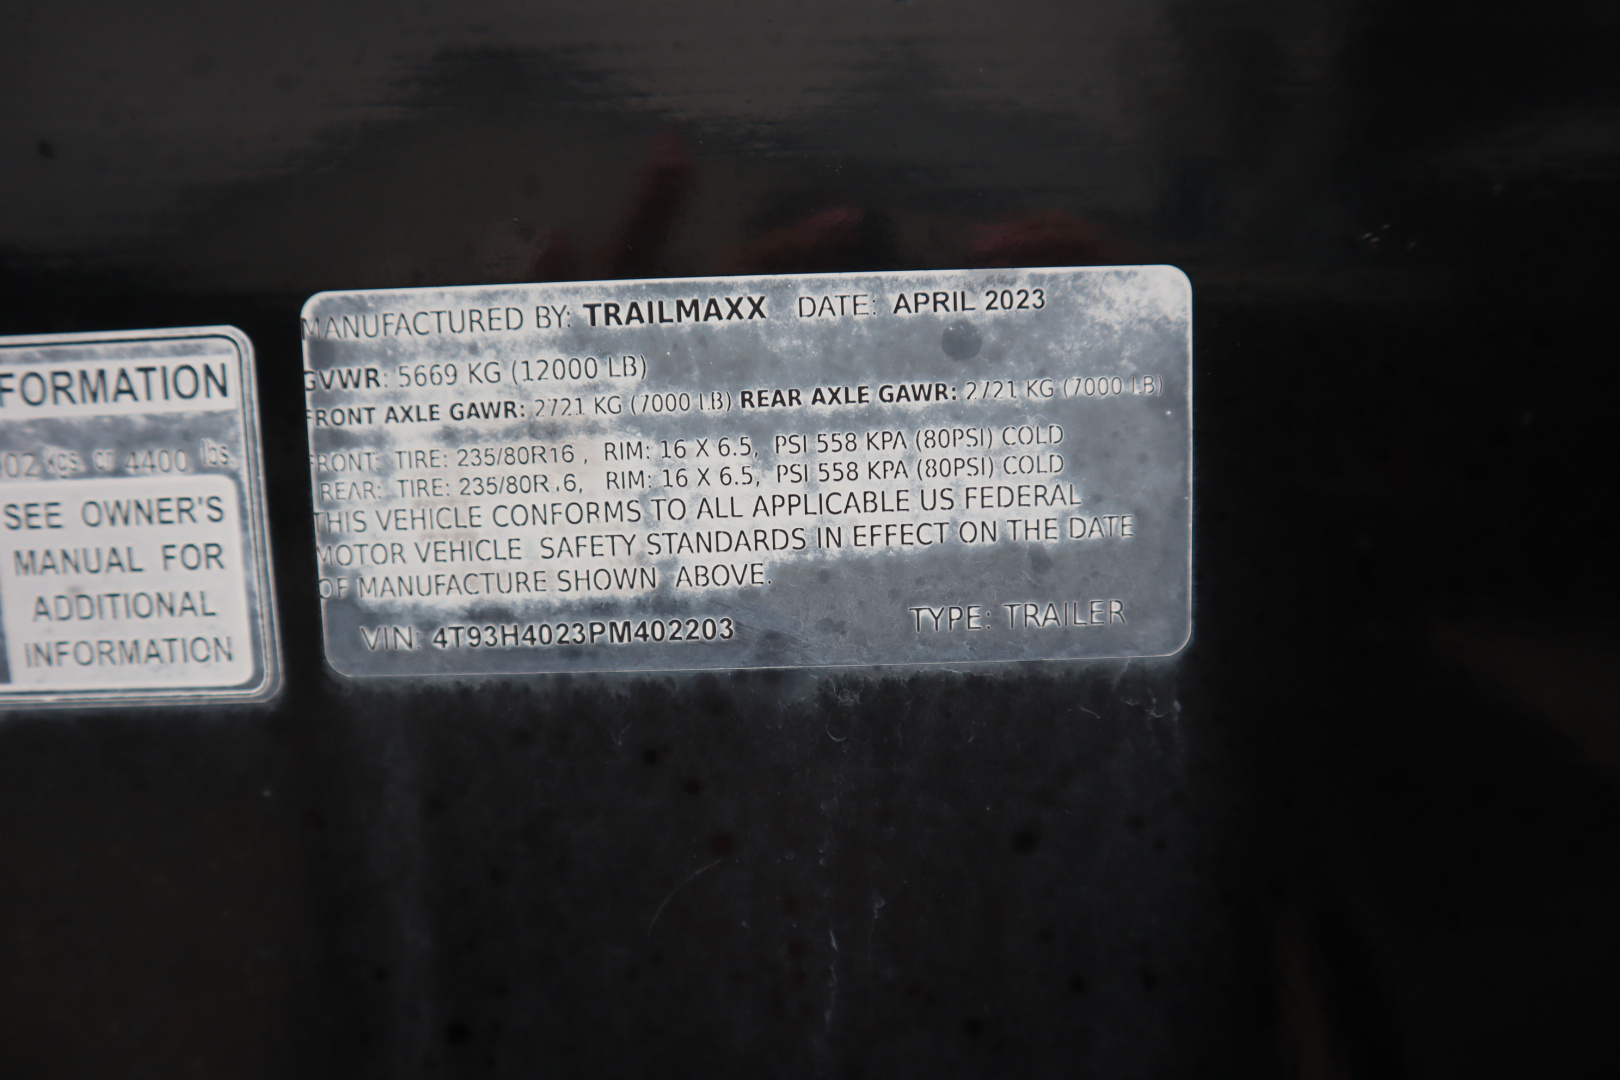 MANUFACTURED BY: TRAILMAXX DATE: APRIL 2023
GVWR: 5669 KG (12000 LB)
FRONT AXLE GAWR: 2721 KG (7000 LB) REAR AXLE GAWR: 2721 KG (7000 LB)
FRONT: TIRE: 235/80R16 , RIM: 16 X 6.5, PSI 558 KPA (80PSI) COLD
REAR: TIRE: 235/80R16, RIM: 16 X 6.5, PSI 558 KPA (80PSI) COLD
THIS VEHICLE CONFORMS TO ALL APPLICABLE US FEDERAL
MOTOR VEHICLE SAFETY STANDARDS IN EFFECT ON THE DATE
OF MANUFACTURE SHOWN ABOVE.
VIN: 4T93H4023PM402203 TYPE: TRAILER
FORMATION
02 KGS or 4400 lbs.
SEE OWNER'S
MANUAL FOR
ADDITIONAL
INFORMATION